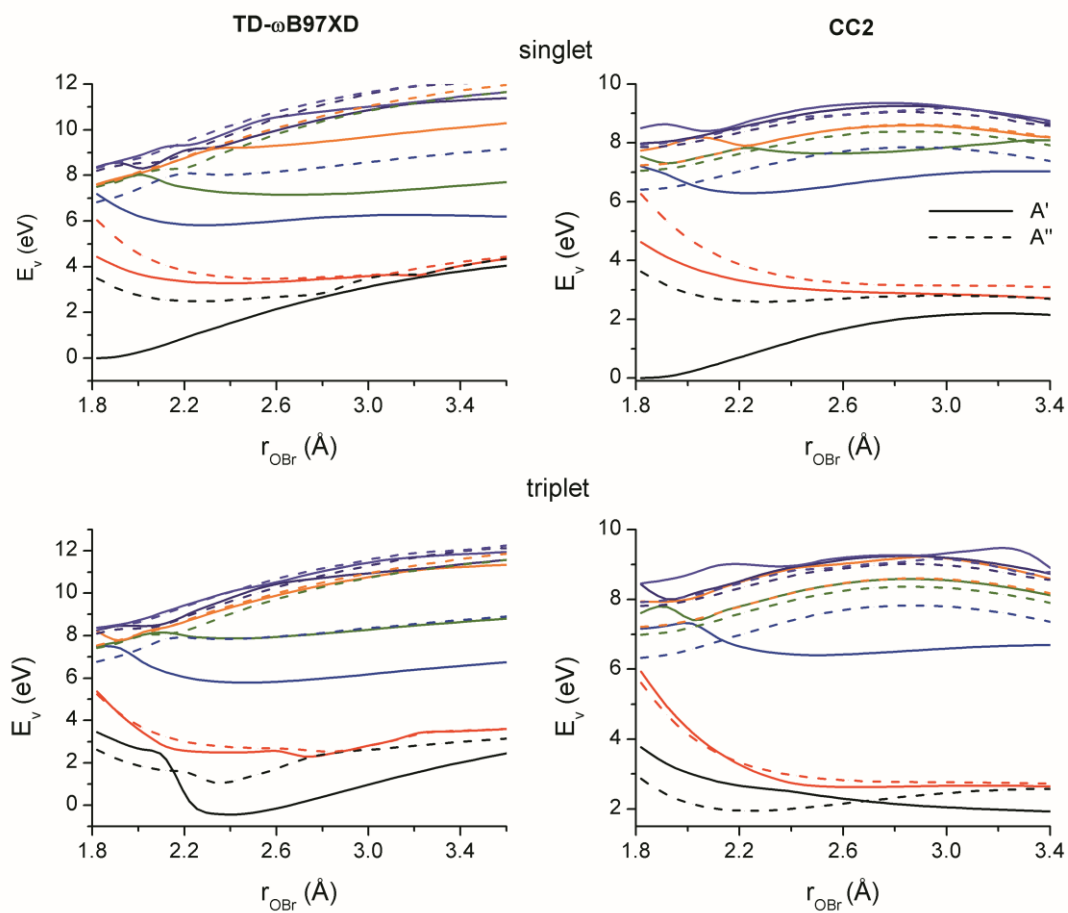 TD-ωB97XD
CC2
singlet
12
10
8
6
4
2
0
E_v (eV)
1.8 2.2 2.6 3.0 3.4
r_OBr (Å)
10
8
6
4
2
0
E_v (eV)
A'
A"
1.8 2.2 2.6 3.0 3.4
r_OBr (Å)
triplet
12
10
8
6
4
2
0
E_v (eV)
1.8 2.2 2.6 3.0 3.4
r_OBr (Å)
10
8
6
4
2
E_v (eV)
1.8 2.2 2.6 3.0 3.4
r_OBr (Å)